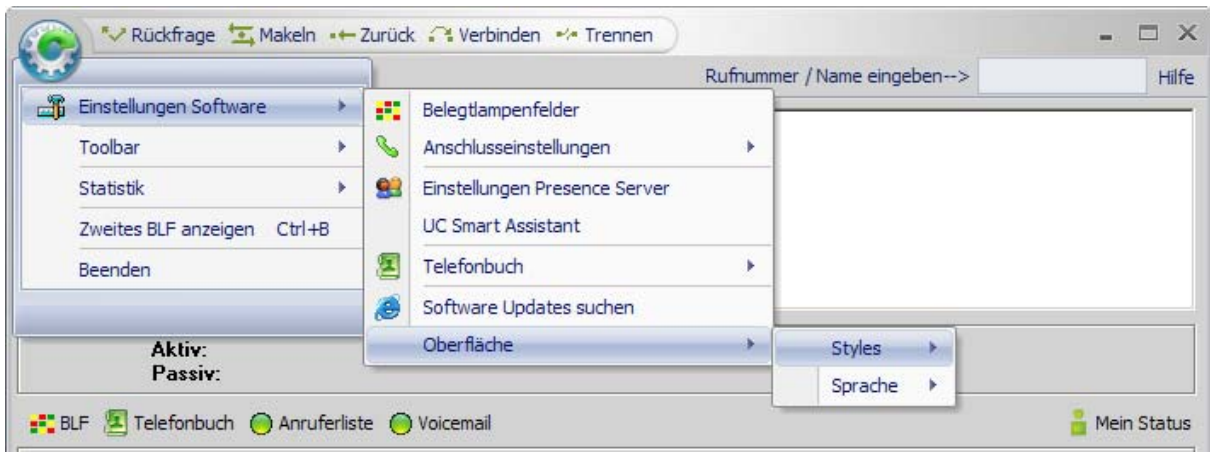 Rückfrage Makeln Zurück Verbinden Trennen
Rufnummer / Name eingeben--> Hilfe
Einstellungen Software
Toolbar
Statistik
Zweites BLF anzeigen Ctrl+B
Beenden
Belegtlampenfelder
Anschlusseinstellungen
Einstellungen Presence Server
UC Smart Assistant
Telefonbuch
Software Updates suchen
Oberfläche
Styles
Sprache
Aktiv:
Passiv:
BLF Telefonbuch Anruferliste Voicemail Mein Status